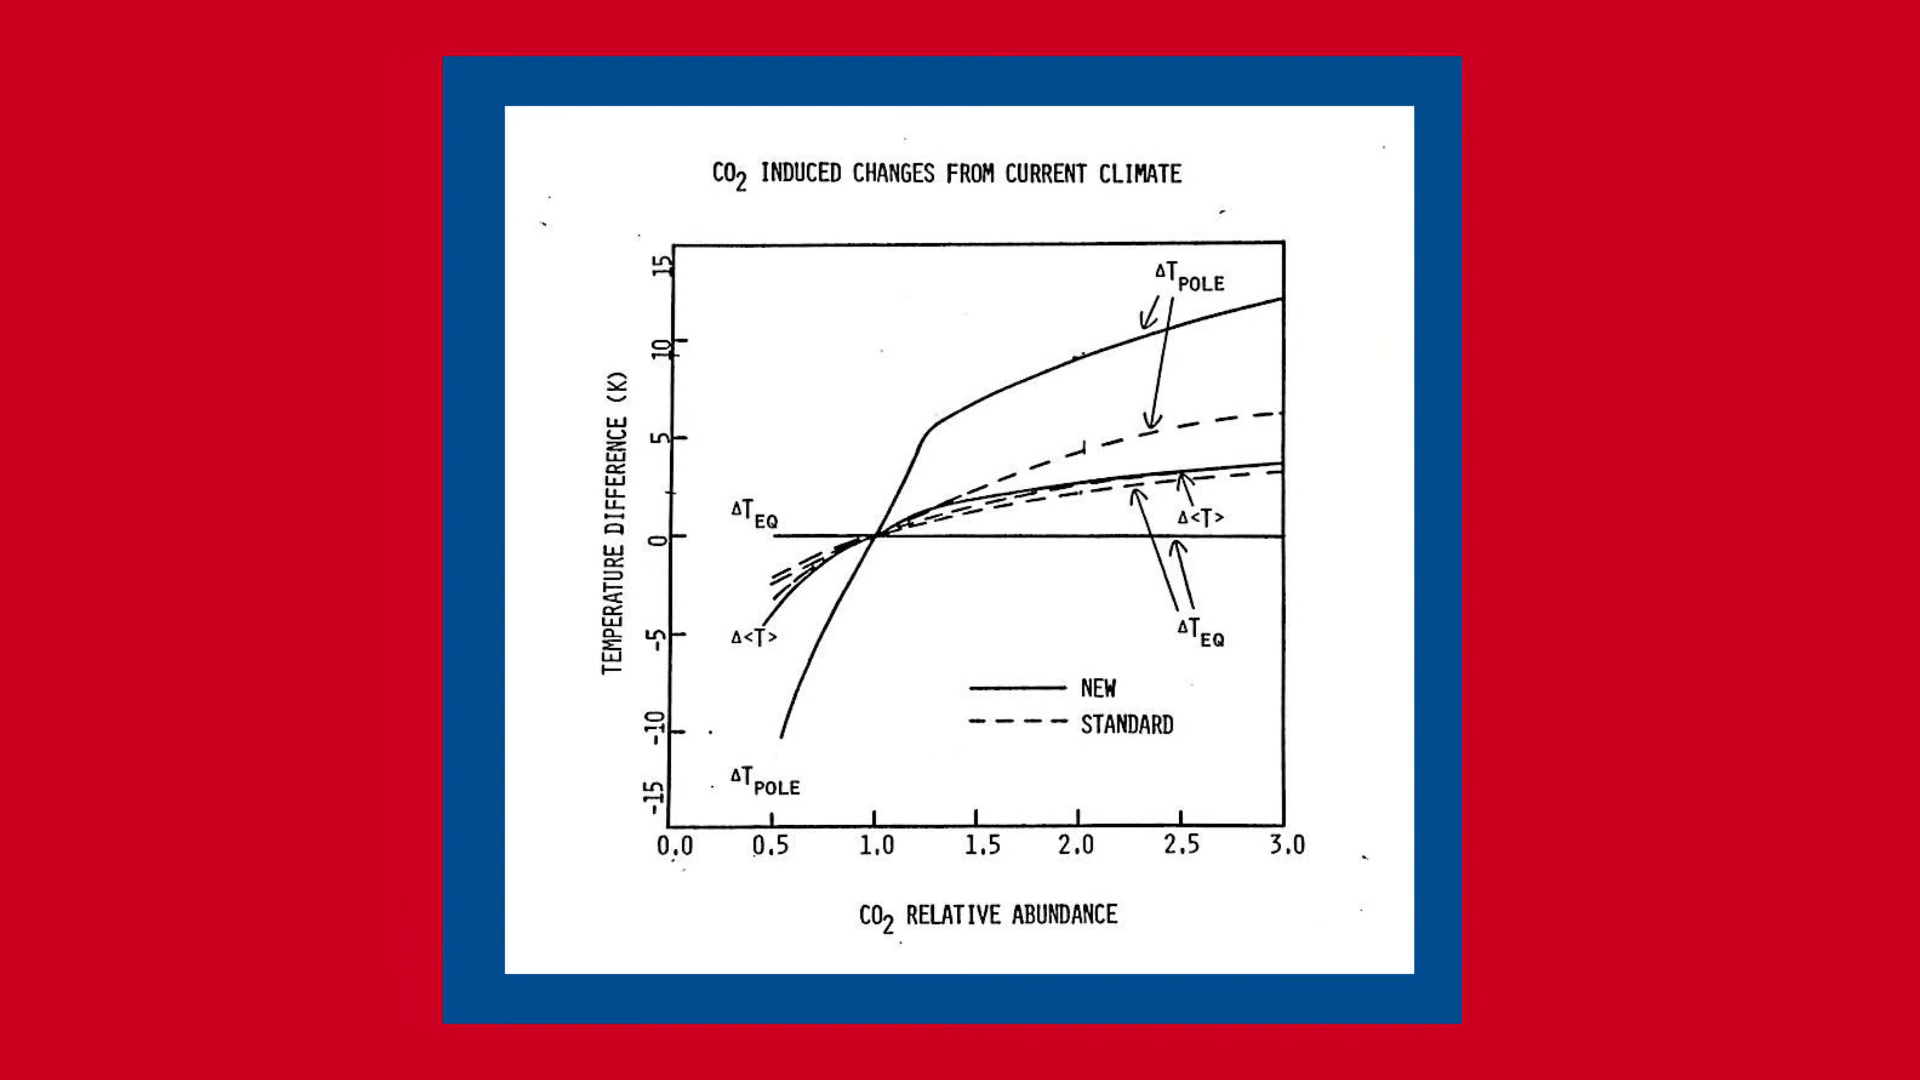 CO2 INDUCED CHANGES FROM CURRENT CLIMATE
15
10
5
0
-5
-10
-15
TEMPERATURE DIFFERENCE (K)
ΔTPOLE
ΔTEQ
Δ<T>
Δ<T>
ΔTEQ
NEW
STANDARD
ΔTPOLE
0.0 0.5 1.0 1.5 2.0 2.5 3.0
CO2 RELATIVE ABUNDANCE